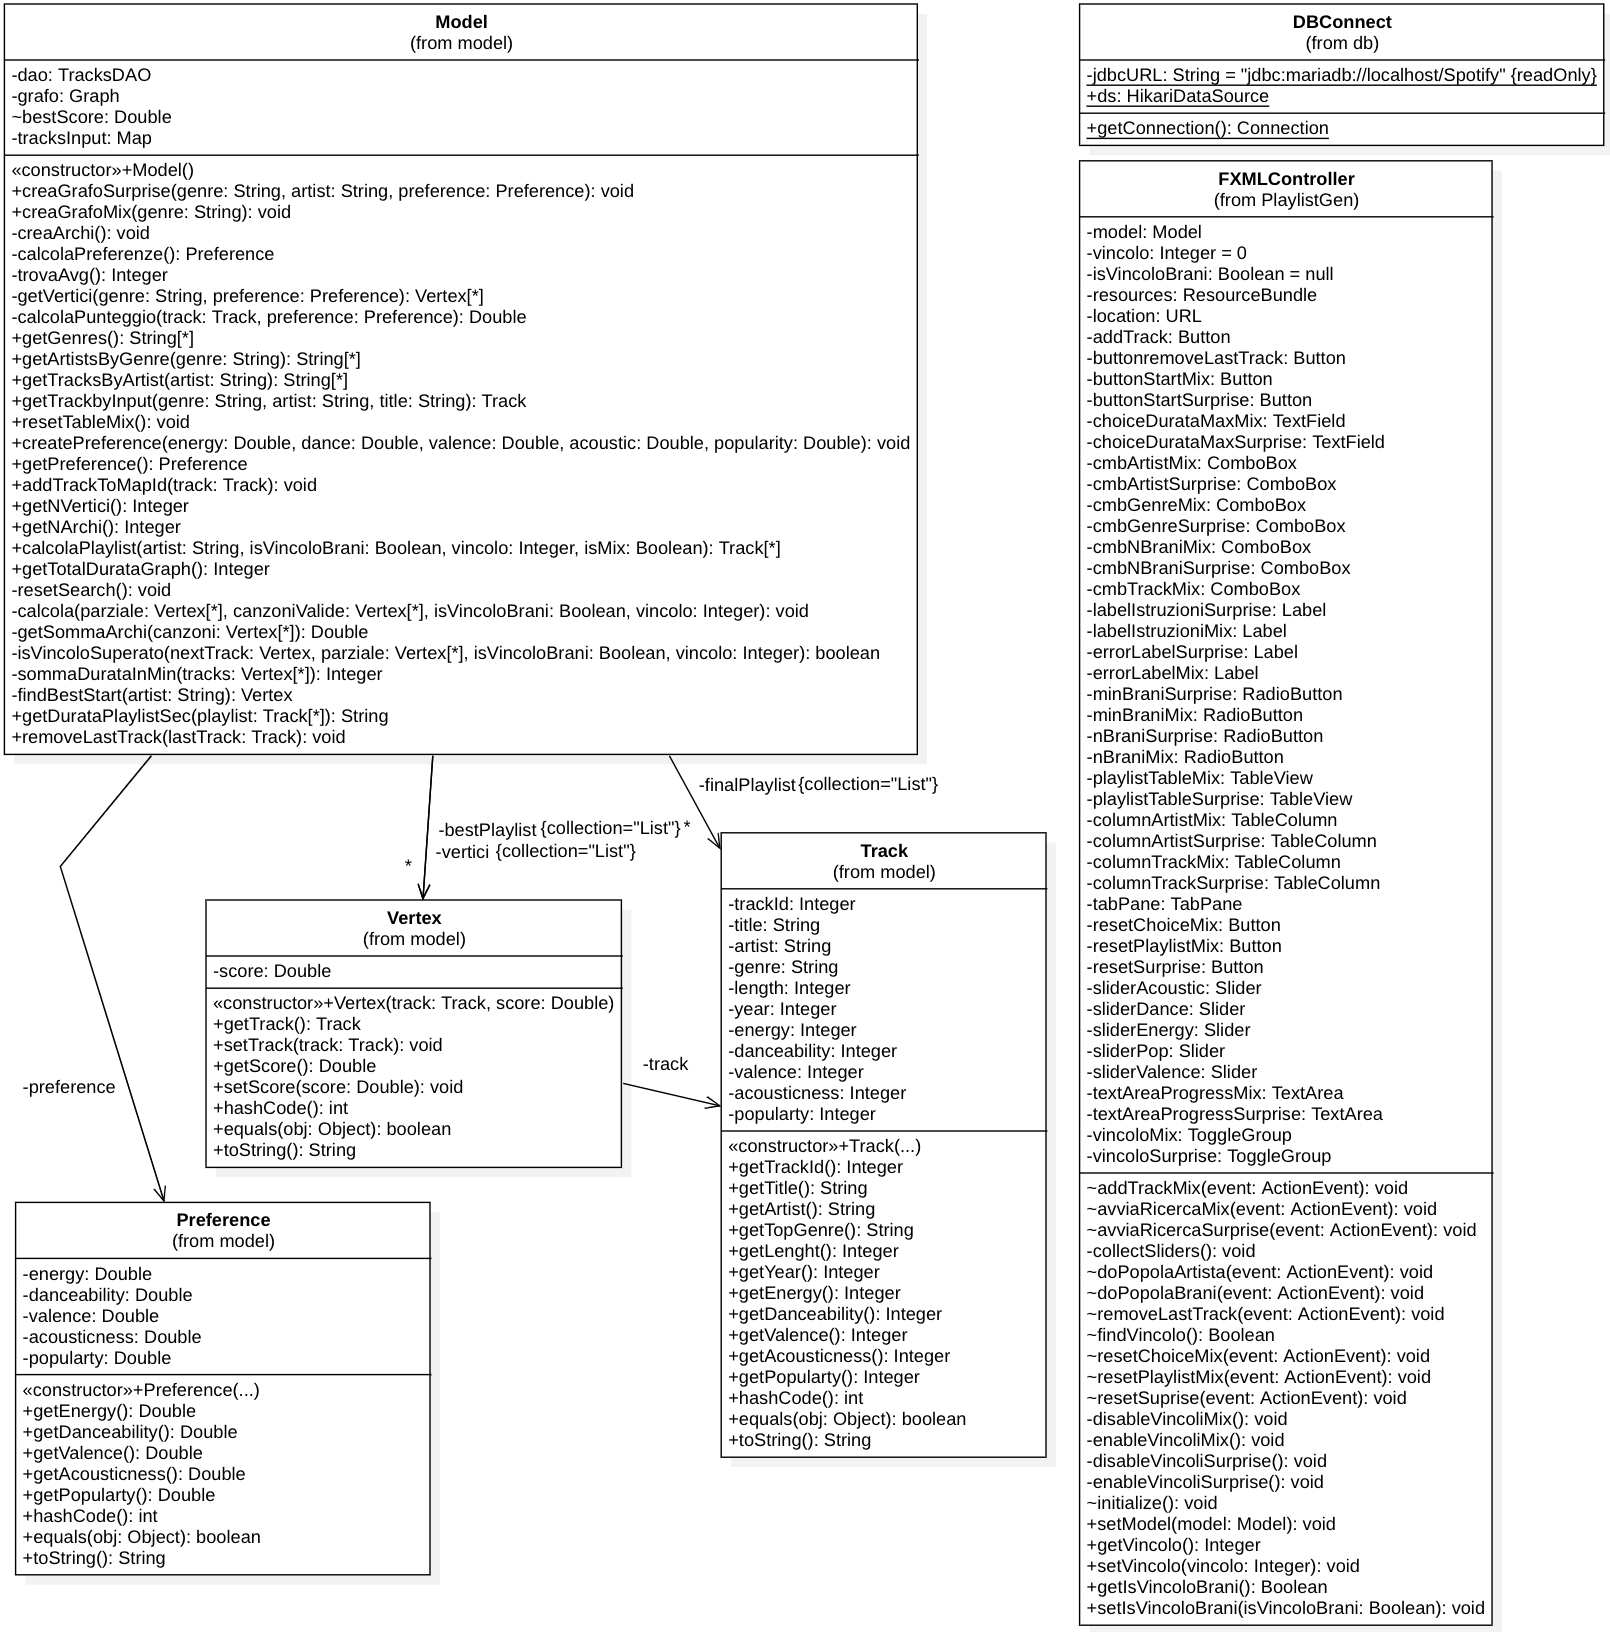 Model
(from model)
-dao: TracksDAO
-grafo: Graph
~bestScore: Double
-tracksInput: Map
«constructor»+Model()
+creaGrafoSurprise(genre: String, artist: String, preference: Preference): void
+creaGrafoMix(genre: String): void
-creaArchi(): void
-calcolaPreferenze(): Preference
-trovaAvg(): Integer
-getVertici(genre: String, preference: Preference): Vertex[*]
-calcolaPunteggio(track: Track, preference: Preference): Double
+getGenres(): String[*]
+getArtistsByGenre(genre: String): String[*]
+getTracksByArtist(artist: String): String[*]
+getTrackbyInput(genre: String, artist: String, title: String): Track
+resetTableMix(): void
+createPreference(energy: Double, dance: Double, valence: Double, acoustic: Double, popularity: Double): void
+getPreference(): Preference
+addTrackToMapId(track: Track): void
+getNVertici(): Integer
+getNArchi(): Integer
+calcolaPlaylist(artist: String, isVincoloBrani: Boolean, vincolo: Integer, isMix: Boolean): Track[*]
+getTotalDurataGraph(): Integer
-resetSearch(): void
-calcola(parziale: Vertex[*], canzoniValide: Vertex[*], isVincoloBrani: Boolean, vincolo: Integer): void
-getSommaArchi(canzoni: Vertex[*]): Double
-isVincoloSuperato(nextTrack: Vertex, parziale: Vertex[*], isVincoloBrani: Boolean, vincolo: Integer): boolean
-sommaDurataInMin(tracks: Vertex[*]): Integer
-findBestStart(artist: String): Vertex
+getDurataPlaylistSec(playlist: Track[*]): String
+removeLastTrack(lastTrack: Track): void
DBConnect
(from db)
-jdbcURL: String = "jdbc:mariadb://localhost/Spotify" {readOnly}
+ds: HikariDataSource
+getConnection(): Connection
FXMLController
(from PlaylistGen)
-model: Model
-vincolo: Integer = 0
-isVincoloBrani: Boolean = null
-resources: ResourceBundle
-location: URL
-addTrack: Button
-buttonremoveLastTrack: Button
-buttonStartMix: Button
-buttonStartSurprise: Button
-choiceDurataMaxMix: TextField
-choiceDurataMaxSurprise: TextField
-cmbArtistMix: ComboBox
-cmbArtistSurprise: ComboBox
-cmbGenreMix: ComboBox
-cmbGenreSurprise: ComboBox
-cmbNBraniMix: ComboBox
-cmbNBraniSurprise: ComboBox
-cmbTrackMix: ComboBox
-labelIstruzioniSurprise: Label
-labelIstruzioniMix: Label
-errorLabelSurprise: Label
-errorLabelMix: Label
-minBraniSurprise: RadioButton
-minBraniMix: RadioButton
-nBraniSurprise: RadioButton
-nBraniMix: RadioButton
-playlistTableMix: TableView
-playlistTableSurprise: TableView
-columnArtistMix: TableColumn
-columnArtistSurprise: TableColumn
-columnTrackMix: TableColumn
-columnTrackSurprise: TableColumn
-tabPane: TabPane
-resetChoiceMix: Button
-resetPlaylistMix: Button
-resetSurprise: Button
-sliderAcoustic: Slider
-sliderDance: Slider
-sliderEnergy: Slider
-sliderPop: Slider
-sliderValence: Slider
-textAreaProgressMix: TextArea
-textAreaProgressSurprise: TextArea
-vincoloMix: ToggleGroup
-vincoloSurprise: ToggleGroup
~addTrackMix(event: ActionEvent): void
~avviaRicercaMix(event: ActionEvent): void
~avviaRicercaSurprise(event: ActionEvent): void
-collectSliders(): void
~doPopolaArtista(event: ActionEvent): void
~doPopolaBrani(event: ActionEvent): void
~removeLastTrack(event: ActionEvent): void
~findVincolo(): Boolean
~resetChoiceMix(event: ActionEvent): void
~resetPlaylistMix(event: ActionEvent): void
~resetSuprise(event: ActionEvent): void
-disableVincoliMix(): void
-enableVincoliMix(): void
-disableVincoliSurprise(): void
-enableVincoliSurprise(): void
~initialize(): void
+setModel(model: Model): void
+getVincolo(): Integer
+setVincolo(vincolo: Integer): void
+getIsVincoloBrani(): Boolean
+setIsVincoloBrani(isVincoloBrani: Boolean): void
-finalPlaylist {collection="List"}
-bestPlaylist {collection="List"} *
-vertici {collection="List"}
*
Vertex
(from model)
-score: Double
«constructor»+Vertex(track: Track, score: Double)
+getTrack(): Track
+setTrack(track: Track): void
+getScore(): Double
+setScore(score: Double): void
+hashCode(): int
+equals(obj: Object): boolean
+toString(): String
-track
Track
(from model)
-trackId: Integer
-title: String
-artist: String
-genre: String
-length: Integer
-year: Integer
-energy: Integer
-danceability: Integer
-valence: Integer
-acousticness: Integer
-popularty: Integer
«constructor»+Track(...)
+getTrackId(): Integer
+getTitle(): String
+getArtist(): String
+getTopGenre(): String
+getLenght(): Integer
+getYear(): Integer
+getEnergy(): Integer
+getDanceability(): Integer
+getValence(): Integer
+getAcousticness(): Integer
+getPopularty(): Integer
+hashCode(): int
+equals(obj: Object): boolean
+toString(): String
-preference
Preference
(from model)
-energy: Double
-danceability: Double
-valence: Double
-acousticness: Double
-popularty: Double
«constructor»+Preference(...)
+getEnergy(): Double
+getDanceability(): Double
+getValence(): Double
+getAcousticness(): Double
+getPopularty(): Double
+hashCode(): int
+equals(obj: Object): boolean
+toString(): String